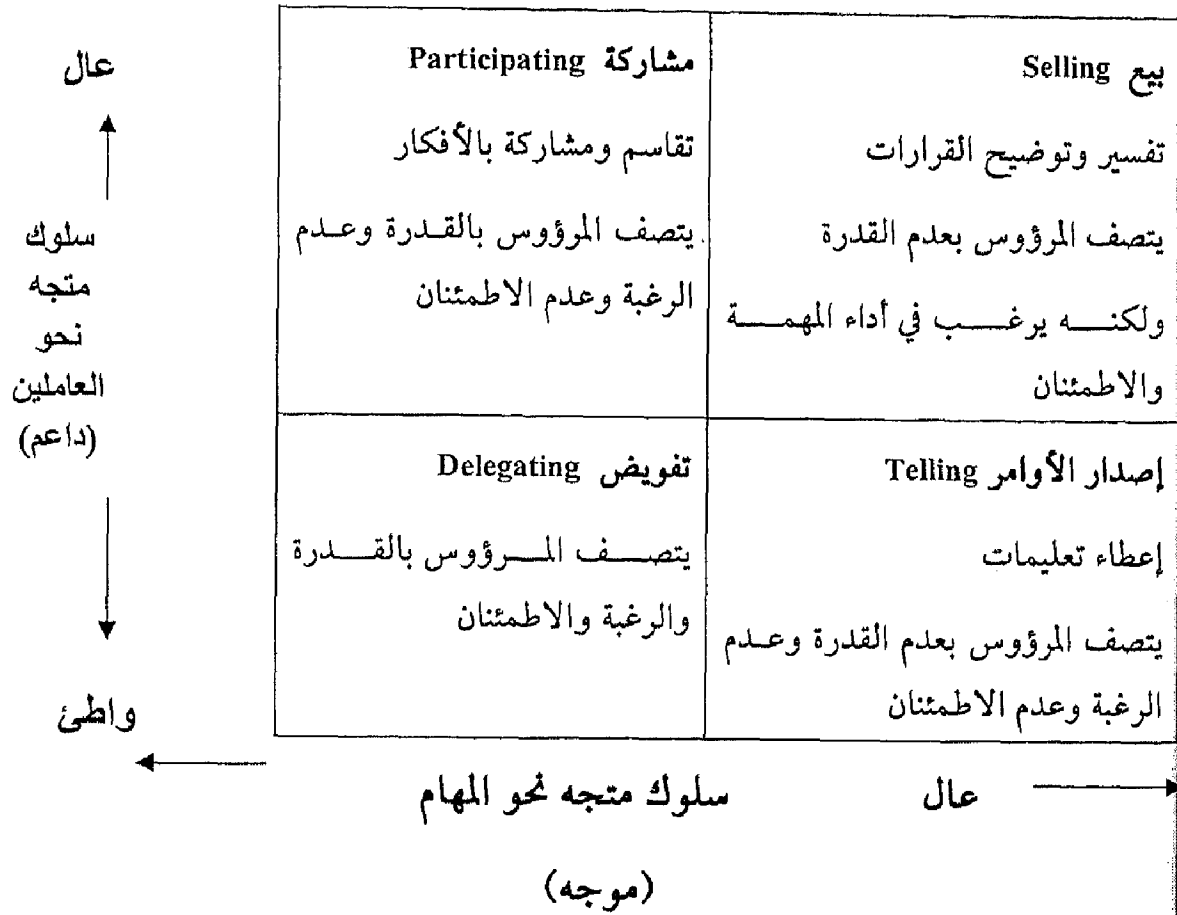 بيع Selling
تفسير وتوضيح القرارات
يتصف المرؤوس بعدم القدرة
ولكنه يرغب في أداء المهمة
والاطمئنان
مشاركة Participating
تقاسم ومشاركة بالأفكار
يتصف المرؤوس بالقدرة وعدم
الرغبة وعدم الاطمئنان
إصدار الأوامر Telling
إعطاء تعليمات
يتصف المرؤوس بعدم القدرة وعدم
الرغبة وعدم الاطمئنان
تفويض Delegating
يتصف المرؤوس بالقدرة
والرغبة والاطمئنان
عال
سلوك
متجه
نحو
العاملين
(داعم)
واطئ
عال
سلوك متجه نحو المهام
(موجه)